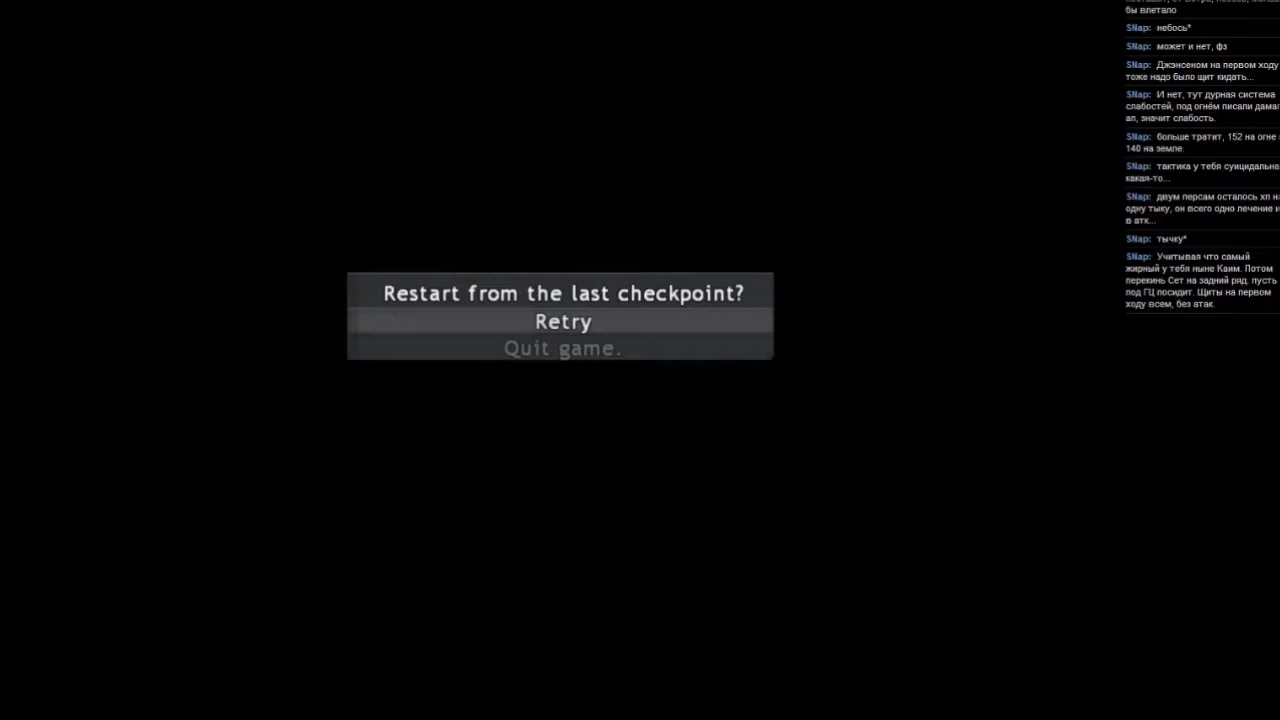 бы влетало
SNap: небось*
SNap: может и нет, фз
SNap: Джэнсеном на первом ходу
тоже надо было щит кидать...
SNap: И нет, тут дурная система
слабостей, под огнём писали дамаг
ап, значит слабость.
SNap: больше тратит, 152 на огне
140 на земле.
SNap: тактика у тебя суицидальна
какая-то...
SNap: двум персам осталось хп н
одну тыку, он всего одно лечение и
в атк...
SNap: тычку*
SNap: Учитывая что самый
жирный у тебя ныне Каим. Потом
перекинь Сет на задний ряд. пусть
под ГЦ посидит. Щиты на первом
ходу всем, без атак.
Restart from the last checkpoint?
Retry
Quit game.